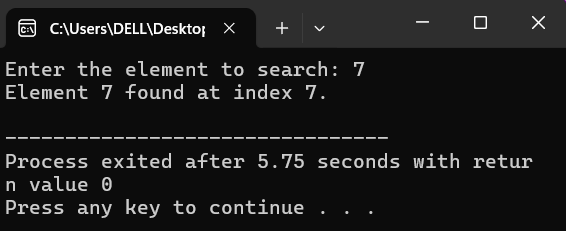 C:\Users\DELL\Desktop
Enter the element to search: 7
Element 7 found at index 7.
--------------------------------
Process exited after 5.75 seconds with retur
n value 0
Press any key to continue . . .